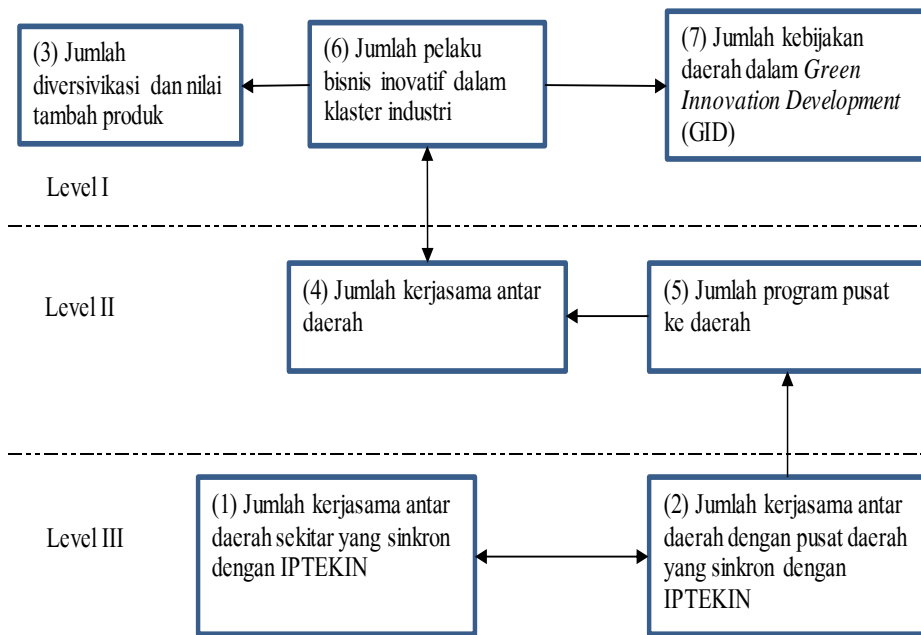 (3) Jumlah
diversivikasi dan nilai
tambah produk
(6) Jumlah pelaku
bisnis inovatif dalam
klaster industri
(7) Jumlah kebijakan
daerah dalam Green
Innovation Development
(GID)
Level I
Level II
(4) Jumlah kerjasama antar
daerah
(5) Jumlah program pusat
ke daerah
Level III
(1) Jumlah kerjasama antar
daerah sekitar yang sinkron
dengan IPTEKIN
(2) Jumlah kerjasama antar
daerah dengan pusat daerah
yang sinkron dengan
IPTEKIN